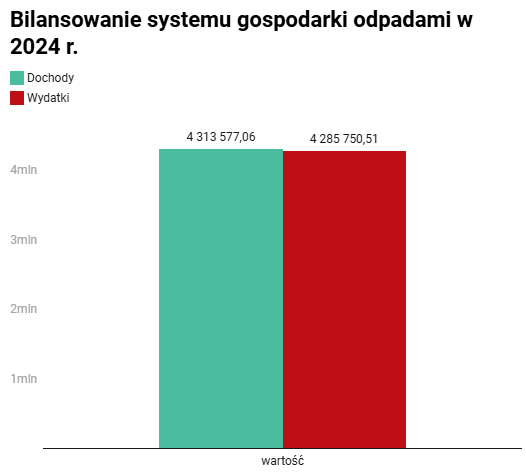 Bilansowanie systemu gospodarki odpadami w
2024 r.
Dochody
Wydatki
4 313 577,06
4 285 750,51
4mln
3mln
2mln
1mln
wartość